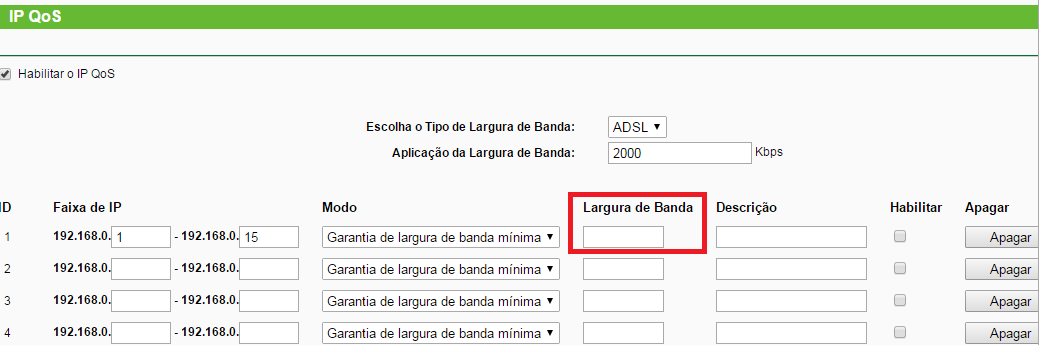 IP QoS
Habilitar o IP QoS
Escolha o Tipo de Largura de Banda: ADSL
Aplicação da Largura de Banda: 2000 Kbps
ID Faixa de IP Modo Largura de Banda Descrição Habilitar Apagar
1 192.168.0. 1 - 192.168.0. 15 Garantia de largura de banda mínima Apagar
2 192.168.0. - 192.168.0. Garantia de largura de banda mínima Apagar
3 192.168.0. - 192.168.0. Garantia de largura de banda mínima Apagar
4 192.168.0. - 192.168.0. Garantia de largura de banda mínima Apagar